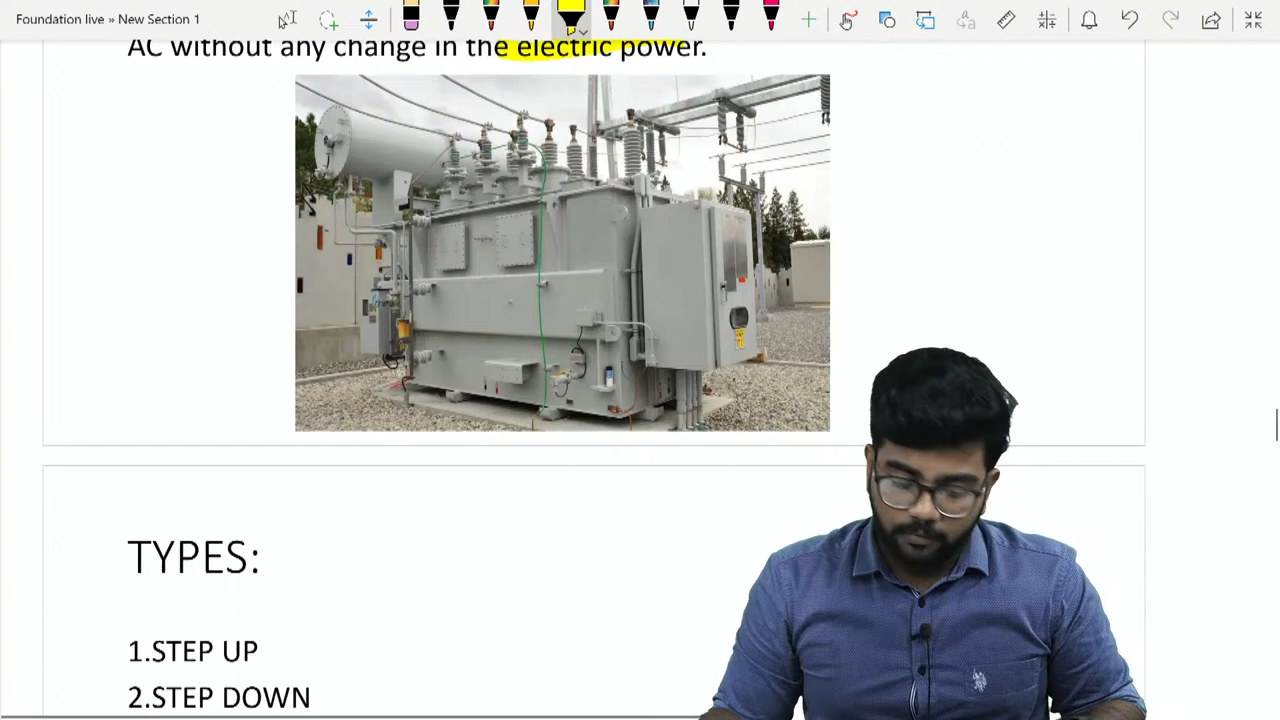 Foundation live » New Section 1
AC without any change in the electric power.
TYPES:
1.STEP UP
2.STEP DOWN